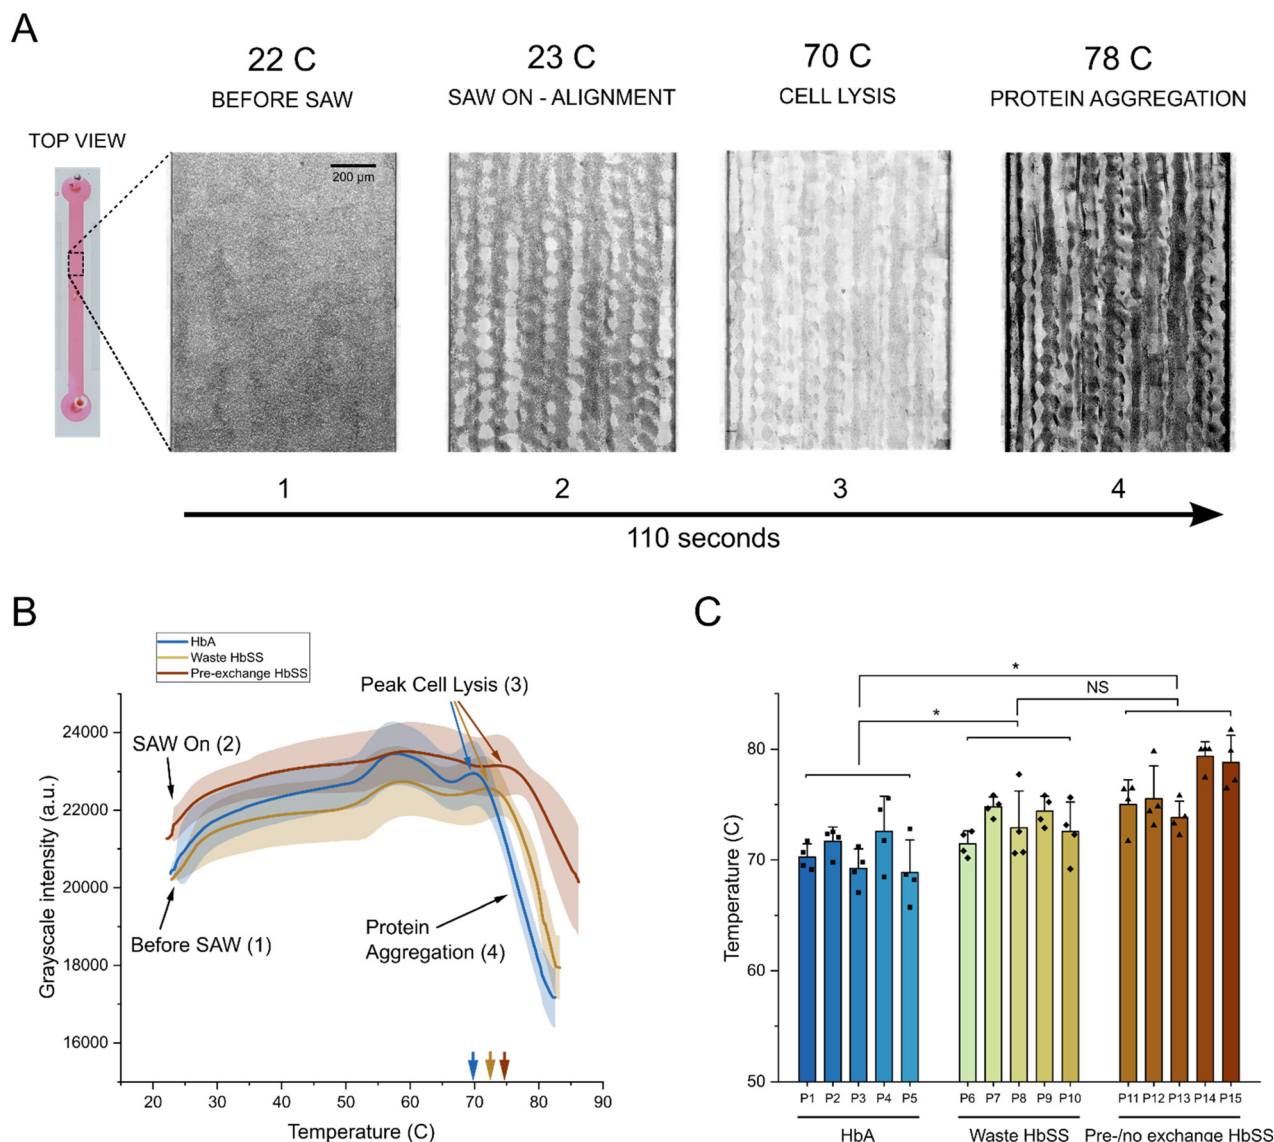 A
22 C
23 C
70 C
78 C
BEFORE SAW
SAW ON - ALIGNMENT
CELL LYSIS
PROTEIN AGGREGATION
TOP VIEW
200 µm
1
2
3
4
110 seconds
B
HbA
Waste HbSS
Pre-exchange HbSS
Peak Cell Lysis (3)
SAW On (2)
Before SAW (1)
Protein
Aggregation (4)
Grayscale intensity (a.u.)
24000
22000
20000
18000
16000
20 30 40 50 60 70 80 90
Temperature (C)
C
*
NS
*
Temperature (C)
80
70
60
50
P1 P2 P3 P4 P5 P6 P7 P8 P9 P10 P11 P12 P13 P14 P15
HbA Waste HbSS Pre-/no exchange HbSS